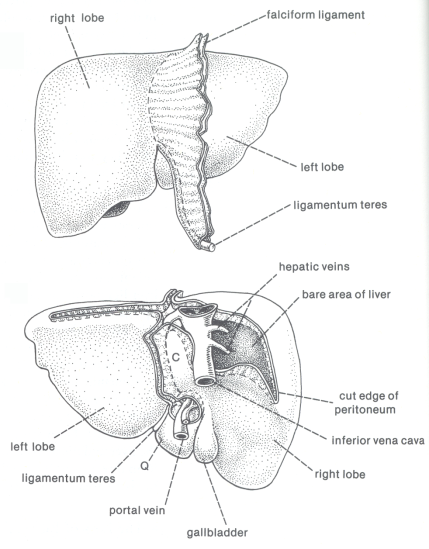 right lobe
falciform ligament
left lobe
ligamentum teres
hepatic veins
bare area of liver
C
cut edge of
peritoneum
inferior vena cava
left lobe
right lobe
Q
ligamentum teres
portal vein
gallbladder